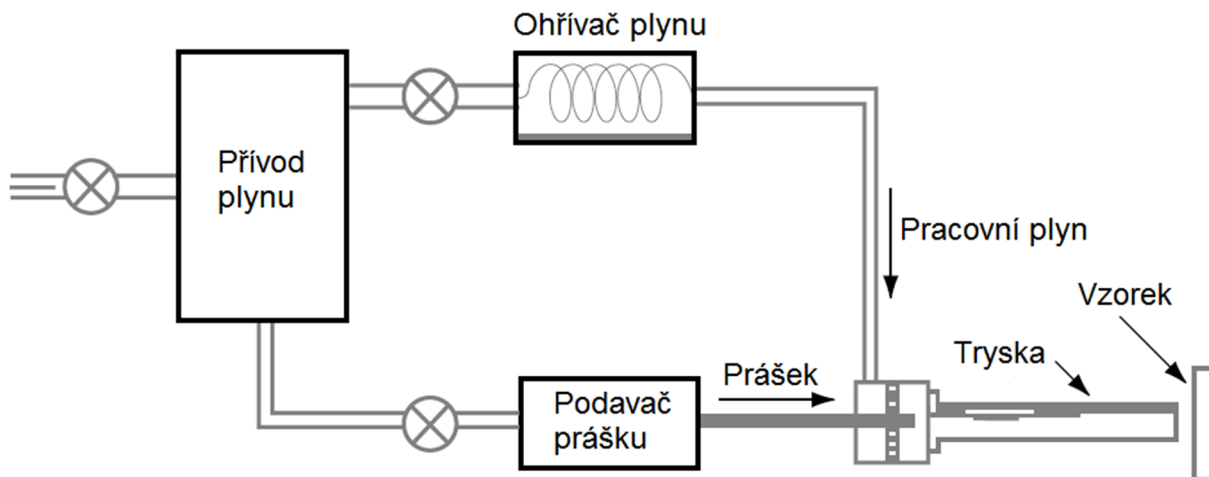 Ohřívač plynu
Přívod
plynu
Pracovní plyn
Vzorek
Tryska
Prášek
Podavač
prášku